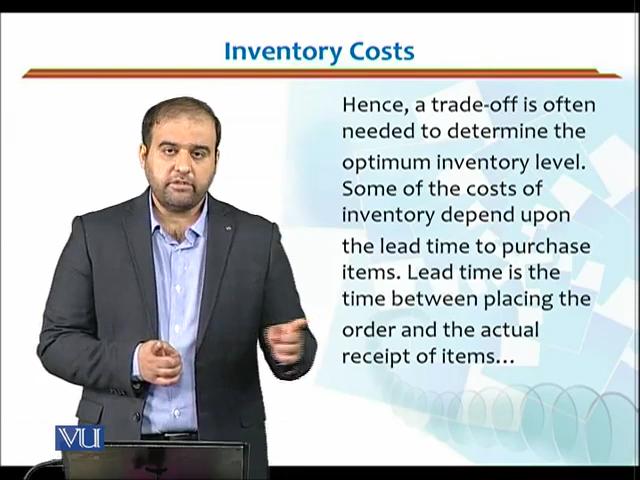 Inventory Costs
Hence, a trade-off is often
needed to determine the
optimum inventory level.
Some of the costs of
inventory depend upon
the lead time to purchase
items. Lead time is the
time between placing the
order and the actual
receipt of items...
VU